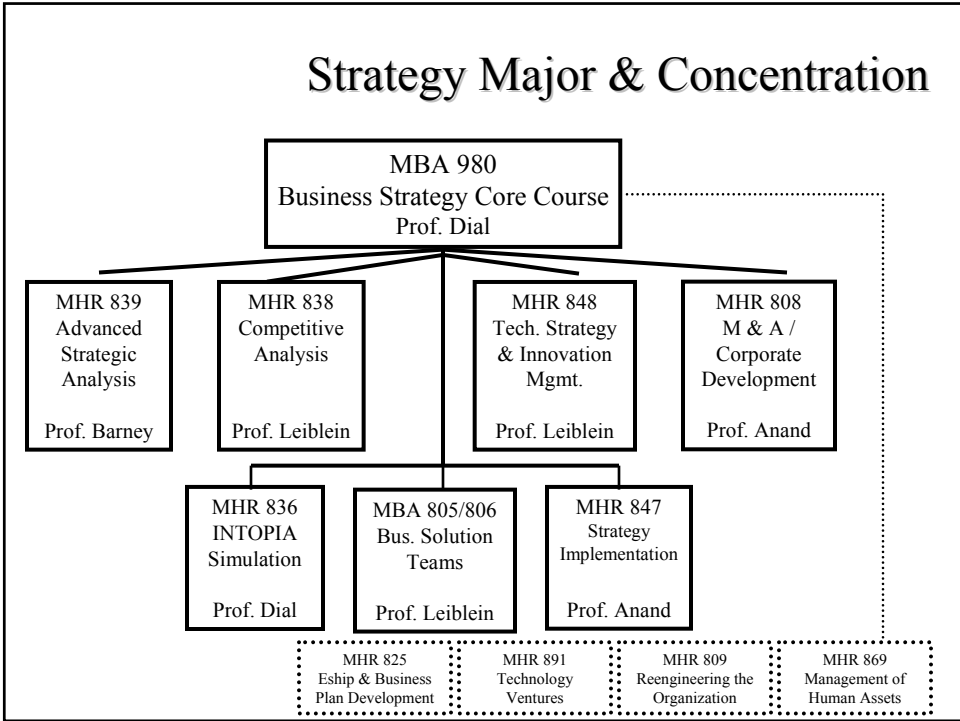 Strategy Major & Concentration
MBA 980
Business Strategy Core Course
Prof. Dial
MHR 839
Advanced
Strategic
Analysis
Prof. Barney
MHR 838
Competitive
Analysis
Prof. Leiblein
MHR 848
Tech. Strategy
& Innovation
Mgmt.
Prof. Leiblein
MHR 808
M & A /
Corporate
Development
Prof. Anand
MHR 836
INTOPIA
Simulation
Prof. Dial
MBA 805/806
Bus. Solution
Teams
Prof. Leiblein
MHR 847
Strategy
Implementation
Prof. Anand
MHR 825
Eship & Business
Plan Development
MHR 891
Technology
Ventures
MHR 809
Reengineering the
Organization
MHR 869
Management of
Human Assets